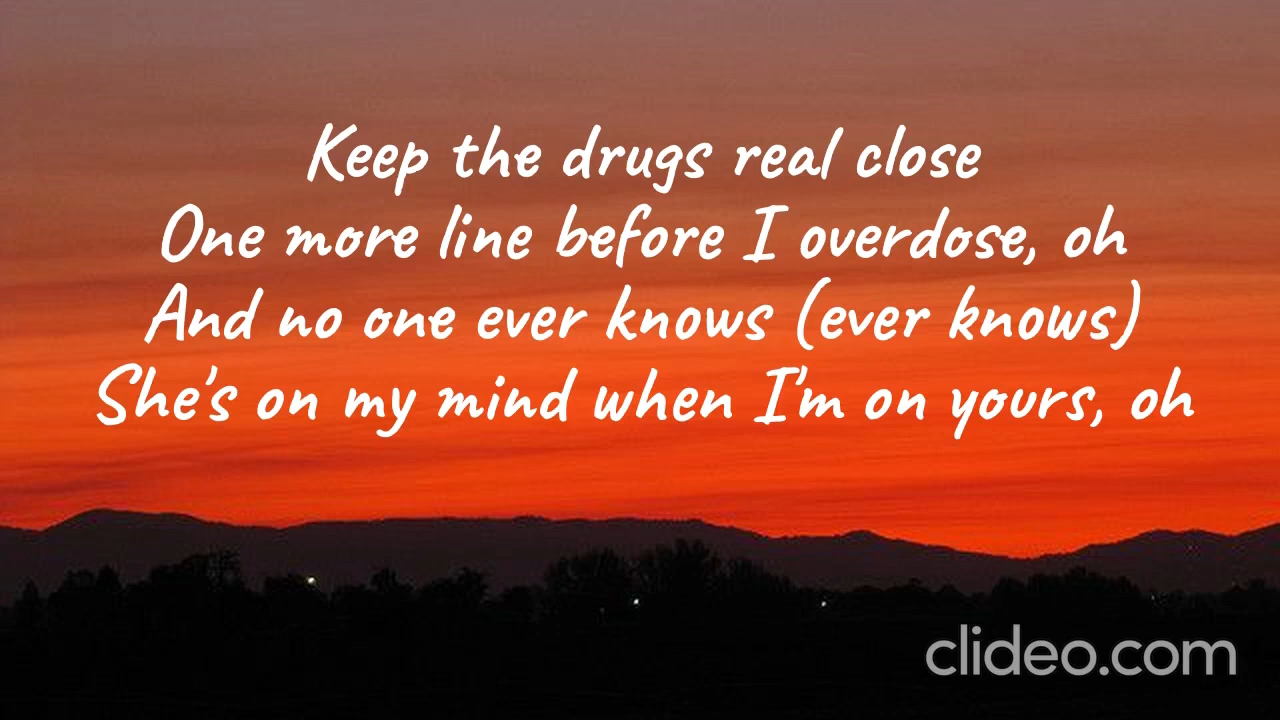 Keep the drugs real close
One more line before I overdose, oh
And no one ever knows (ever knows)
She's on my mind when I'm on yours, oh
clideo.com